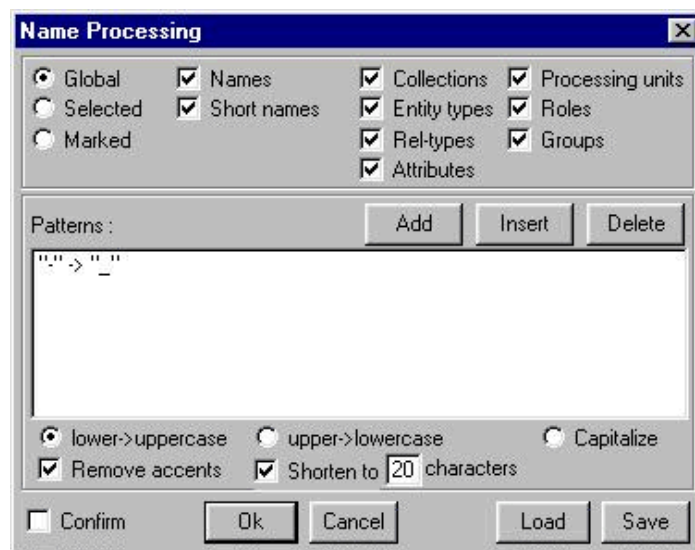 Name Processing
Global Names Collections Processing units
Selected Short names Entity types Roles
Marked Rel-types Groups
Attributes
Patterns : Add Insert Delete
"-" -> "_"
lower->uppercase upper->lowercase Capitalize
Remove accents Shorten to 20 characters
Confirm Ok Cancel Load Save